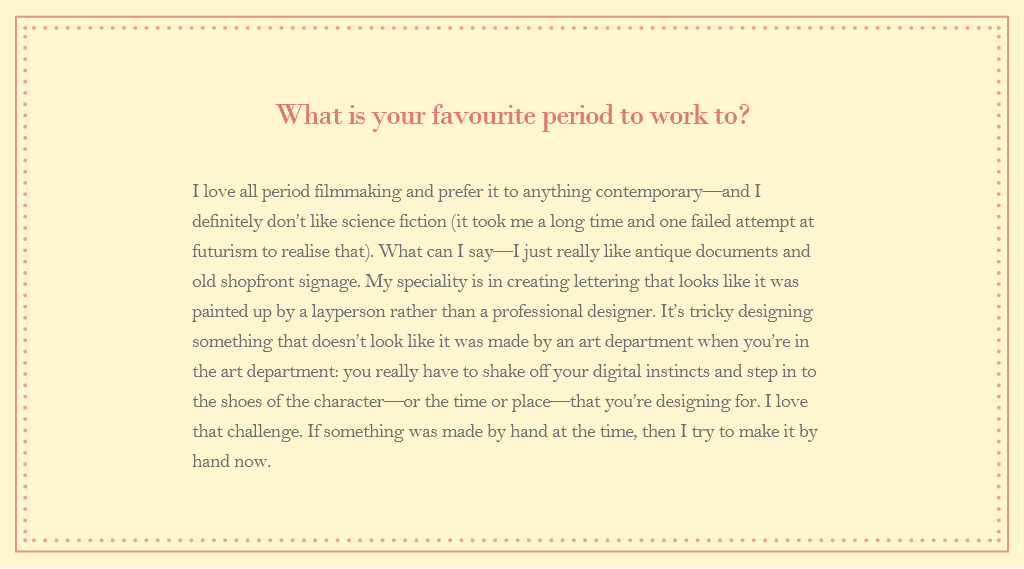 What is your favourite period to work to?
I love all period filmmaking and prefer it to anything contemporary—and I
definitely don’t like science fiction (it took me a long time and one failed attempt at
futurism to realise that). What can I say—I just really like antique documents and
old shopfront signage. My speciality is in creating lettering that looks like it was
painted up by a layperson rather than a professional designer. It’s tricky designing
something that doesn’t look like it was made by an art department when you’re in
the art department: you really have to shake off your digital instincts and step in to
the shoes of the character—or the time or place—that you’re designing for. I love
that challenge. If something was made by hand at the time, then I try to make it by
hand now.